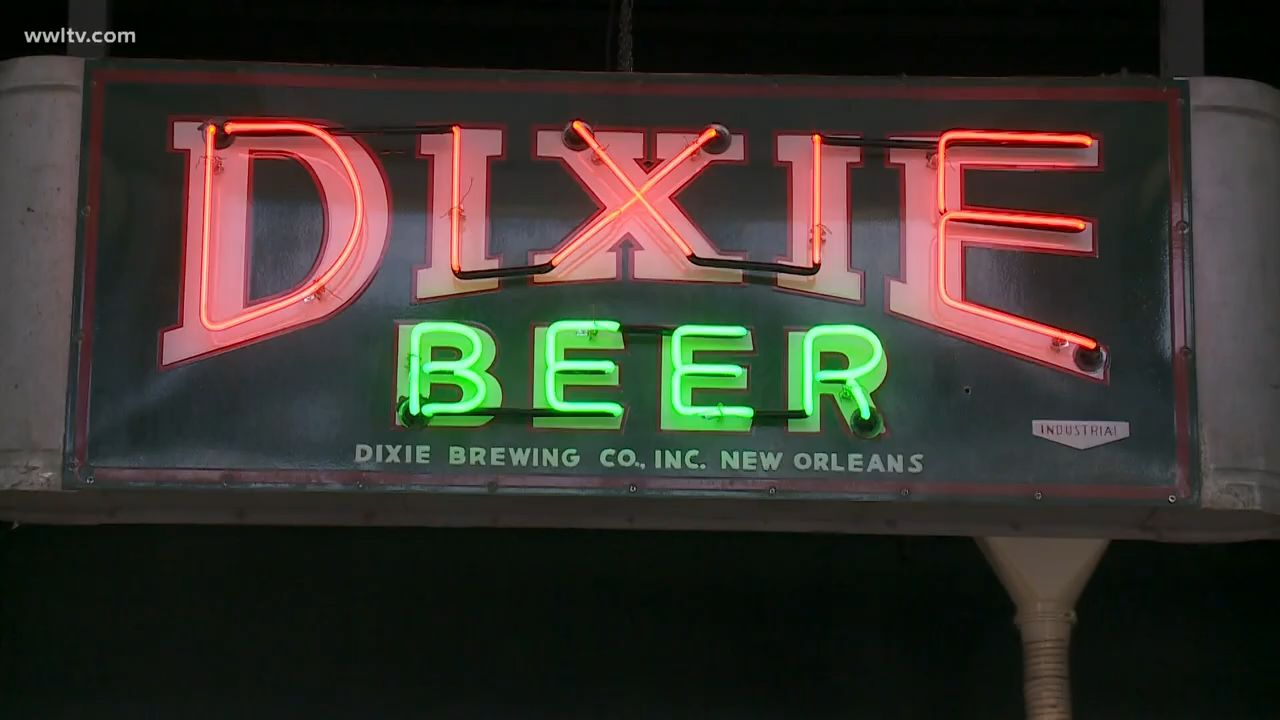 wwltv.com
DIXIE
BEER
INDUSTRIAL
DIXIE BREWING CO., INC. NEW ORLEANS